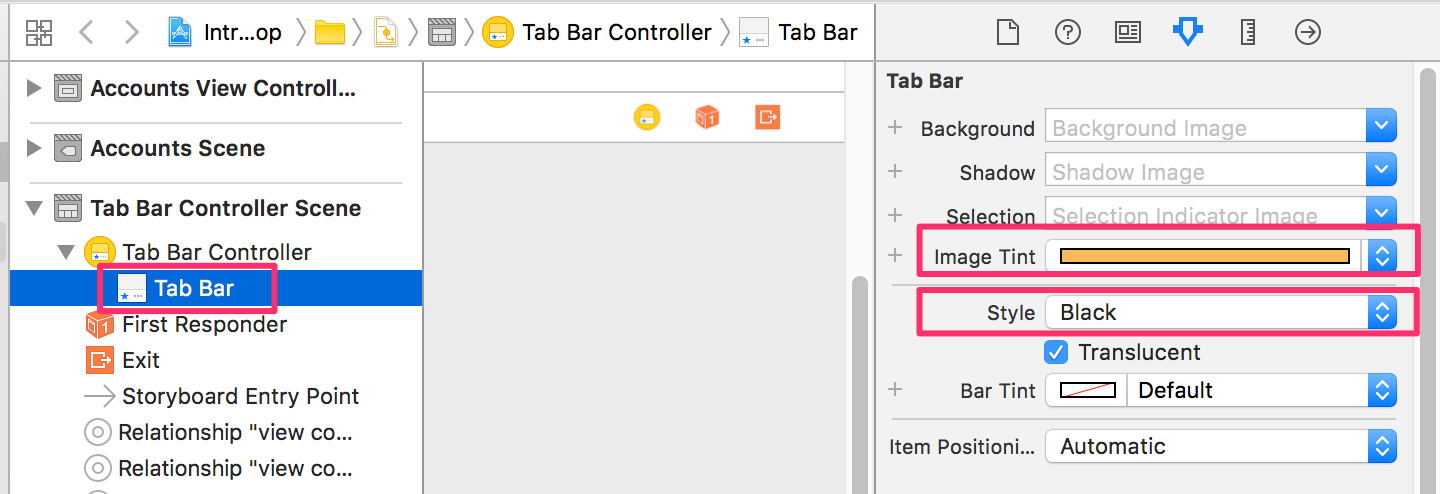 Intr...op
Tab Bar Controller
Tab Bar
Accounts View Controll...
Accounts Scene
Tab Bar Controller Scene
Tab Bar Controller
Tab Bar
First Responder
Exit
Storyboard Entry Point
Relationship "view co...
Relationship "view co...
Tab Bar
Background Background Image
Shadow Shadow Image
Selection Selection Indicator Image
Image Tint
Style Black
Translucent
Bar Tint Default
Item Positioni... Automatic